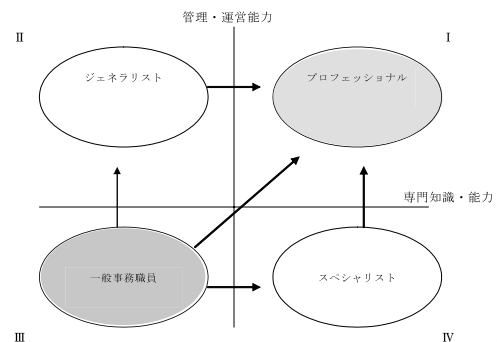 管理・運営能力
Ⅱ
Ⅰ
ジェネラリスト
プロフェッショナル
専門知識・能力
一般事務職員
スペシャリスト
Ⅲ
Ⅳ